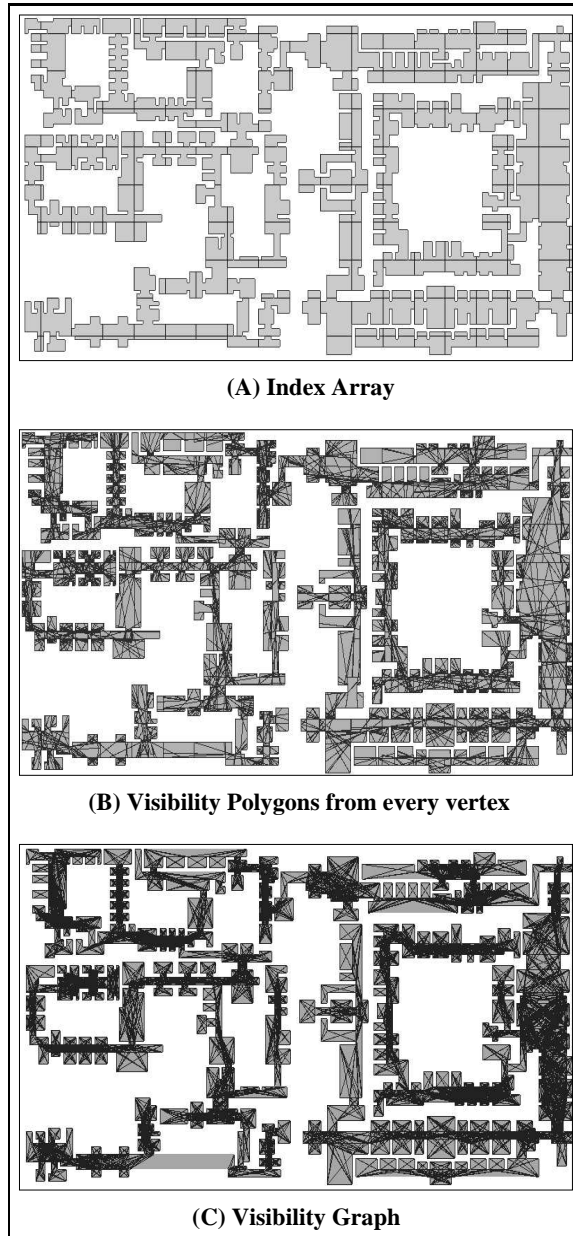 (A) Index Array
(B) Visibility Polygons from every vertex
(C) Visibility Graph